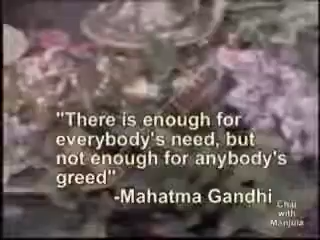 "There is enough for
everybody's need, but
not enough for anybody's
greed"
-Mahatma Gandhi
Chai
with
Manjula